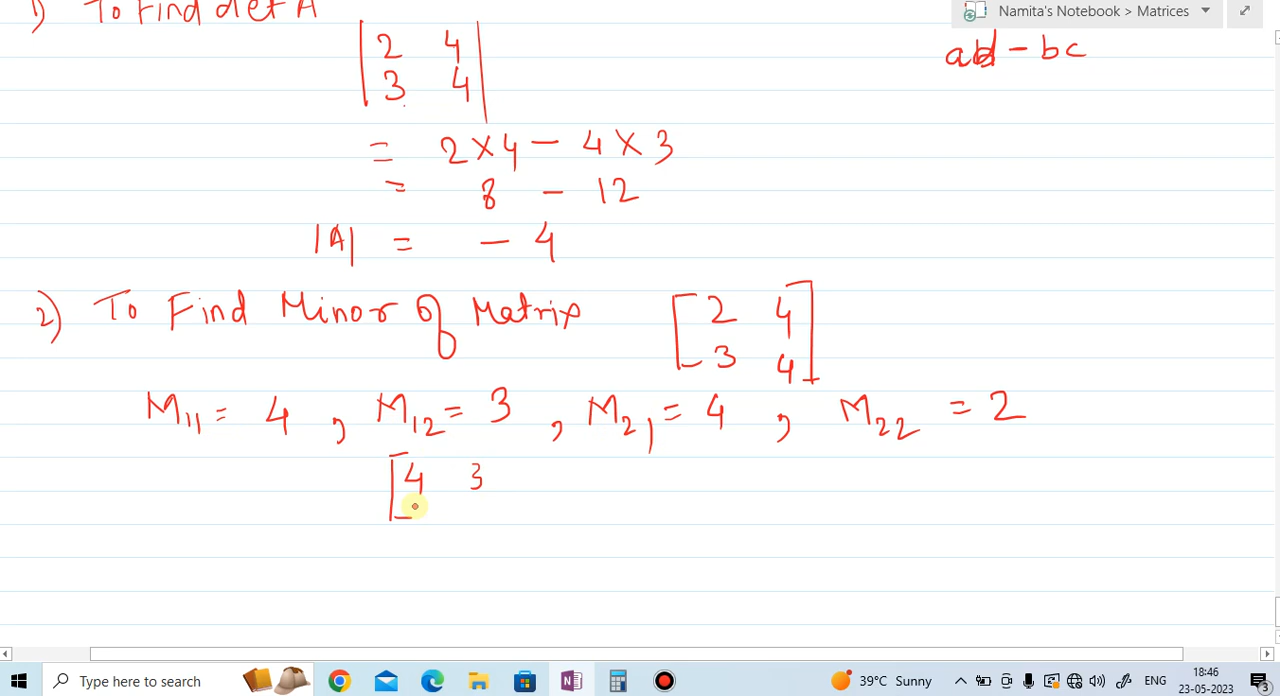 Namita's Notebook > Matrices
1) To Find det A
ad - bc
2 4
3 4
= 2 × 4 - 4 × 3
= 8 - 12
|A| = - 4
2) To Find Minor of Matrix [2 4
3 4]
M11 = 4 , M12 = 3 , M21 = 4 , M22 = 2
[4 3
Type here to search
39°C Sunny
18:46
23-05-2023
3